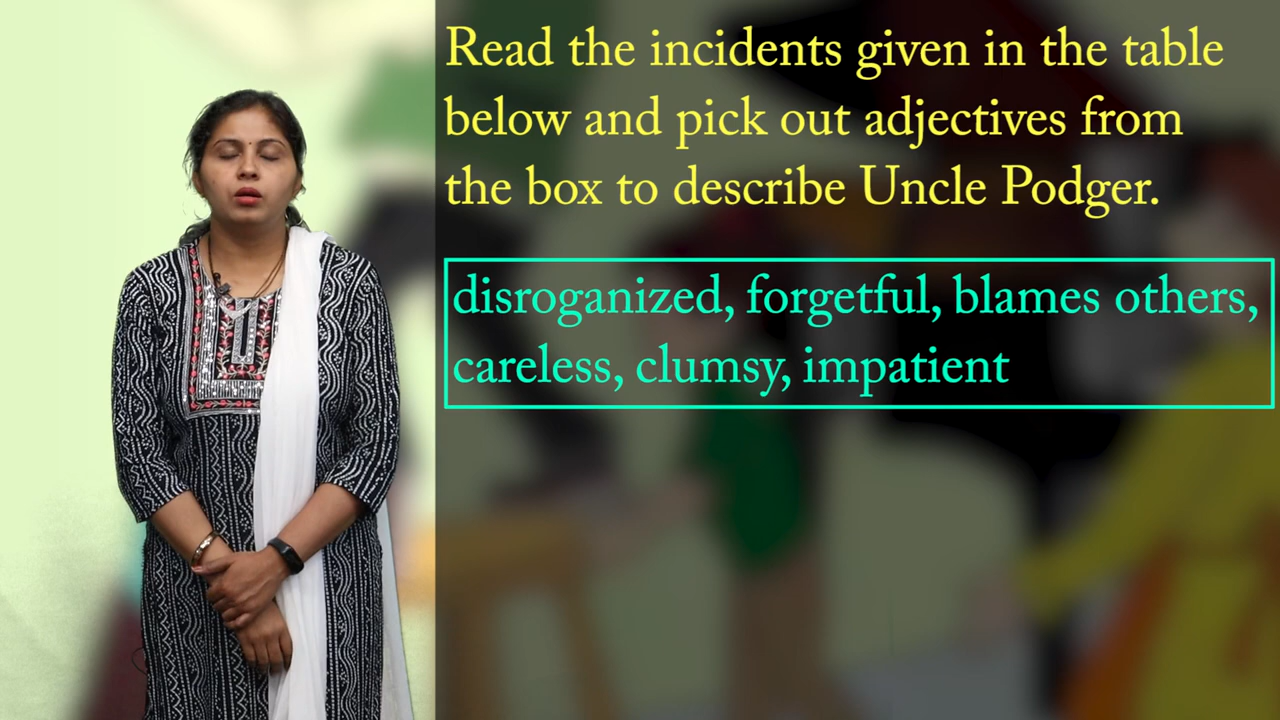 Read the incidents given in the table
below and pick out adjectives from
the box to describe Uncle Podger.
disroganized, forgetful, blames others,
careless, clumsy, impatient